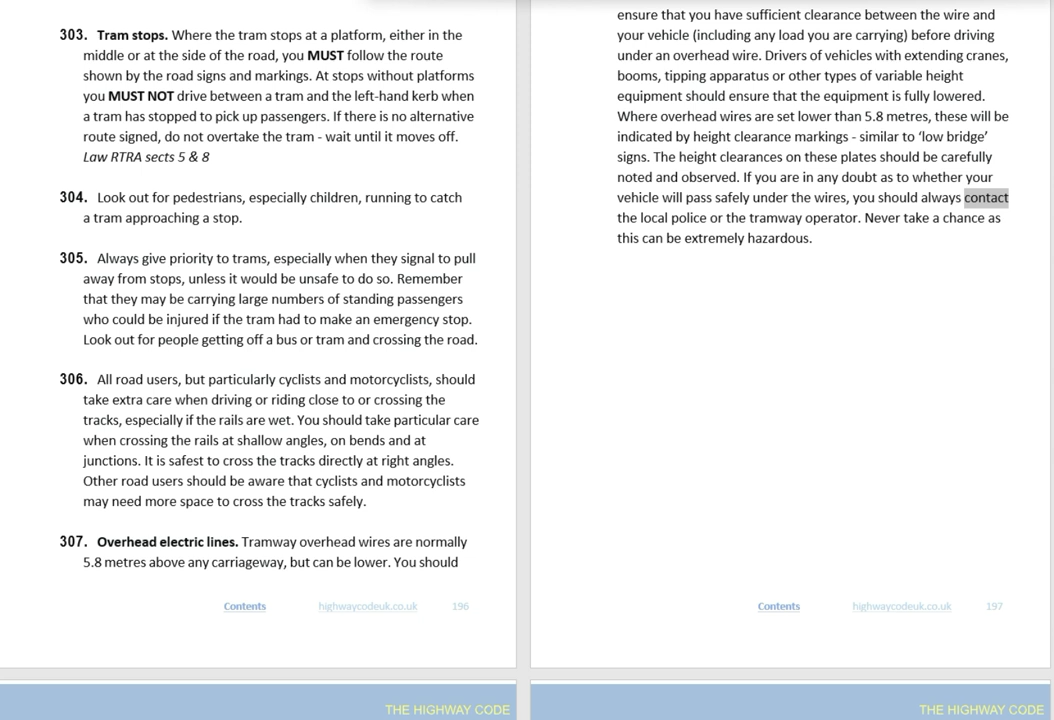 303. Tram stops. Where the tram stops at a platform, either in the
middle or at the side of the road, you MUST follow the route
shown by the road signs and markings. At stops without platforms
you MUST NOT drive between a tram and the left-hand kerb when
a tram has stopped to pick up passengers. If there is no alternative
route signed, do not overtake the tram - wait until it moves off.
Law RTRA sects 5 & 8
304. Look out for pedestrians, especially children, running to catch
a tram approaching a stop.
305. Always give priority to trams, especially when they signal to pull
away from stops, unless it would be unsafe to do so. Remember
that they may be carrying large numbers of standing passengers
who could be injured if the tram had to make an emergency stop.
Look out for people getting off a bus or tram and crossing the road.
306. All road users, but particularly cyclists and motorcyclists, should
take extra care when driving or riding close to or crossing the
tracks, especially if the rails are wet. You should take particular care
when crossing the rails at shallow angles, on bends and at
junctions. It is safest to cross the tracks directly at right angles.
Other road users should be aware that cyclists and motorcyclists
may need more space to cross the tracks safely.
307. Overhead electric lines. Tramway overhead wires are normally
5.8 metres above any carriageway, but can be lower. You should
Contents highwaycodeuk.co.uk 196
THE HIGHWAY CODE
ensure that you have sufficient clearance between the wire and
your vehicle (including any load you are carrying) before driving
under an overhead wire. Drivers of vehicles with extending cranes,
booms, tipping apparatus or other types of variable height
equipment should ensure that the equipment is fully lowered.
Where overhead wires are set lower than 5.8 metres, these will be
indicated by height clearance markings - similar to ‘low bridge’
signs. The height clearances on these plates should be carefully
noted and observed. If you are in any doubt as to whether your
vehicle will pass safely under the wires, you should always contact
the local police or the tramway operator. Never take a chance as
this can be extremely hazardous.
Contents highwaycodeuk.co.uk 197
THE HIGHWAY CODE